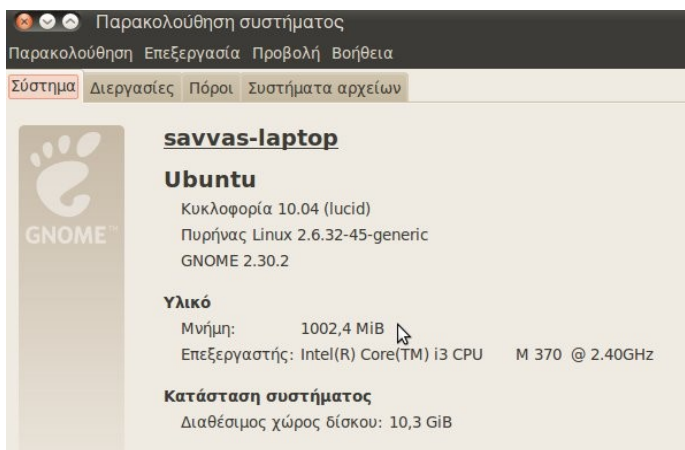 Παρακολούθηση συστήματος
Παρακολούθηση Επεξεργασία Προβολή Βοήθεια
Σύστημα Διεργασίες Πόροι Συστήματα αρχείων
savvas-laptop
Ubuntu
Κυκλοφορία 10.04 (lucid)
Πυρήνας Linux 2.6.32-45-generic
GNOME 2.30.2
GNOME™
Υλικό
Μνήμη: 1002,4 MiB
Επεξεργαστής: Intel(R) Core(TM) i3 CPU M 370 @ 2.40GHz
Κατάσταση συστήματος
Διαθέσιμος χώρος δίσκου: 10,3 GiB